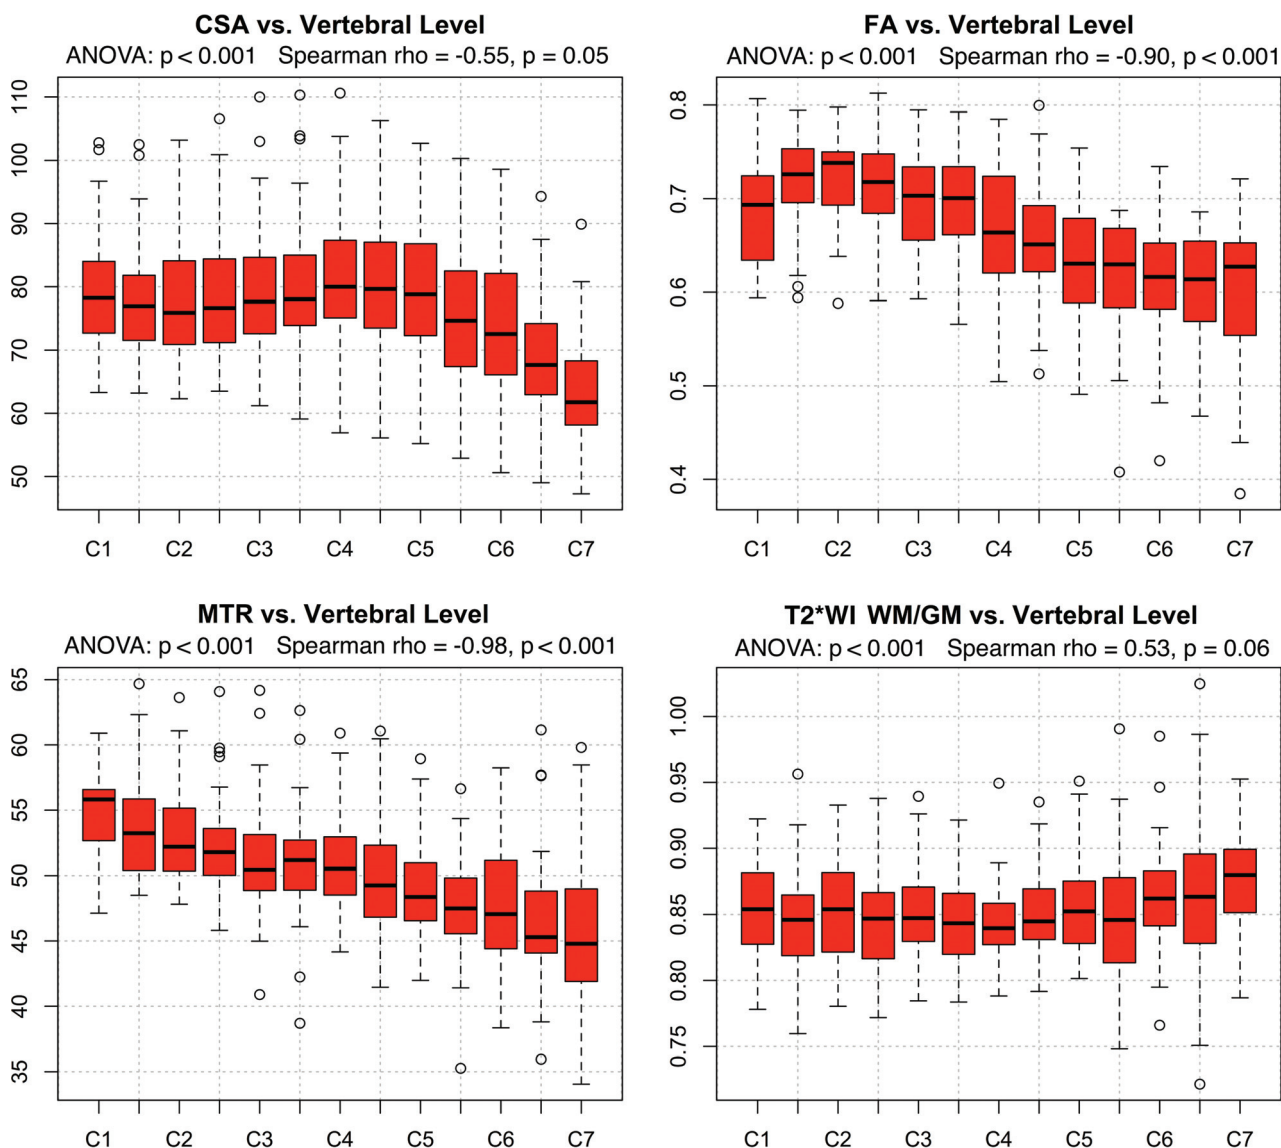 CSA vs. Vertebral Level
ANOVA: p < 0.001 Spearman rho = -0.55, p = 0.05
110
100
90
80
70
60
50
C1 C2 C3 C4 C5 C6 C7
FA vs. Vertebral Level
ANOVA: p < 0.001 Spearman rho = -0.90, p < 0.001
0.8
0.7
0.6
0.5
0.4
C1 C2 C3 C4 C5 C6 C7
MTR vs. Vertebral Level
ANOVA: p < 0.001 Spearman rho = -0.98, p < 0.001
65
60
55
50
45
40
35
C1 C2 C3 C4 C5 C6 C7
T2*WI WM/GM vs. Vertebral Level
ANOVA: p < 0.001 Spearman rho = 0.53, p = 0.06
1.00
0.95
0.90
0.85
0.80
0.75
C1 C2 C3 C4 C5 C6 C7